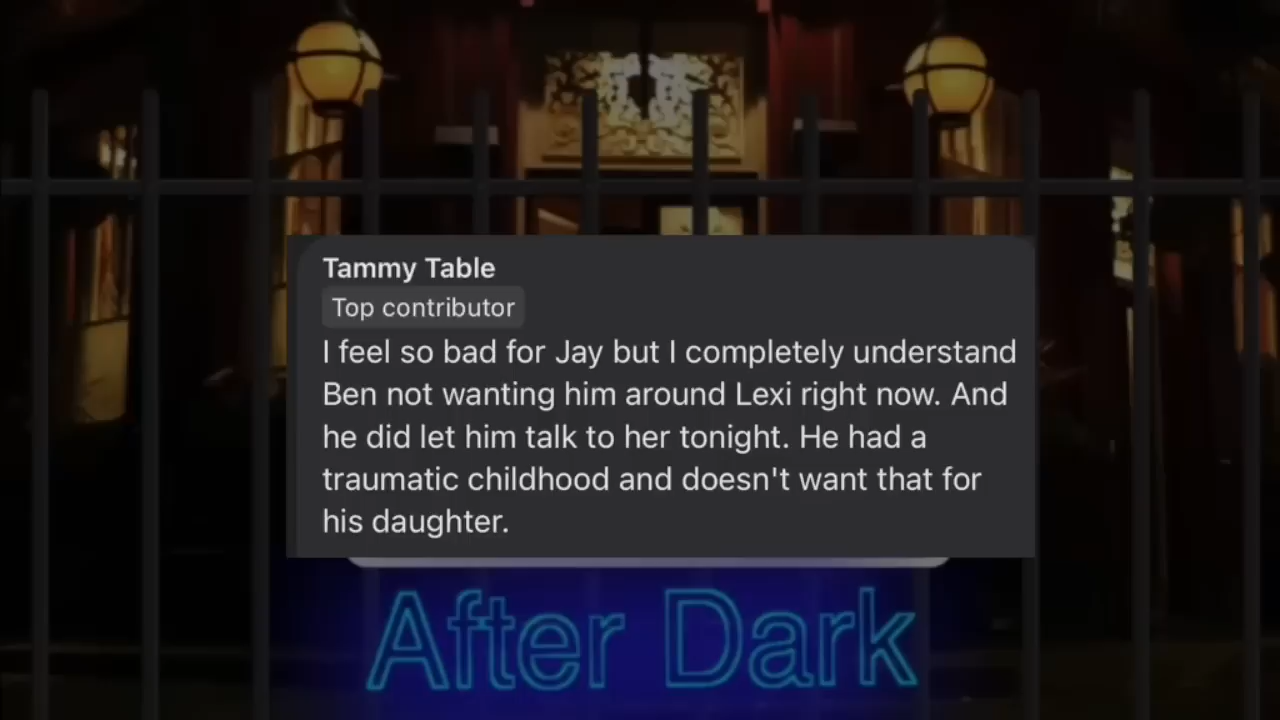 Tammy Table
Top contributor
I feel so bad for Jay but I completely understand
Ben not wanting him around Lexi right now. And
he did let him talk to her tonight. He had a
traumatic childhood and doesn't want that for
his daughter.
After Dark